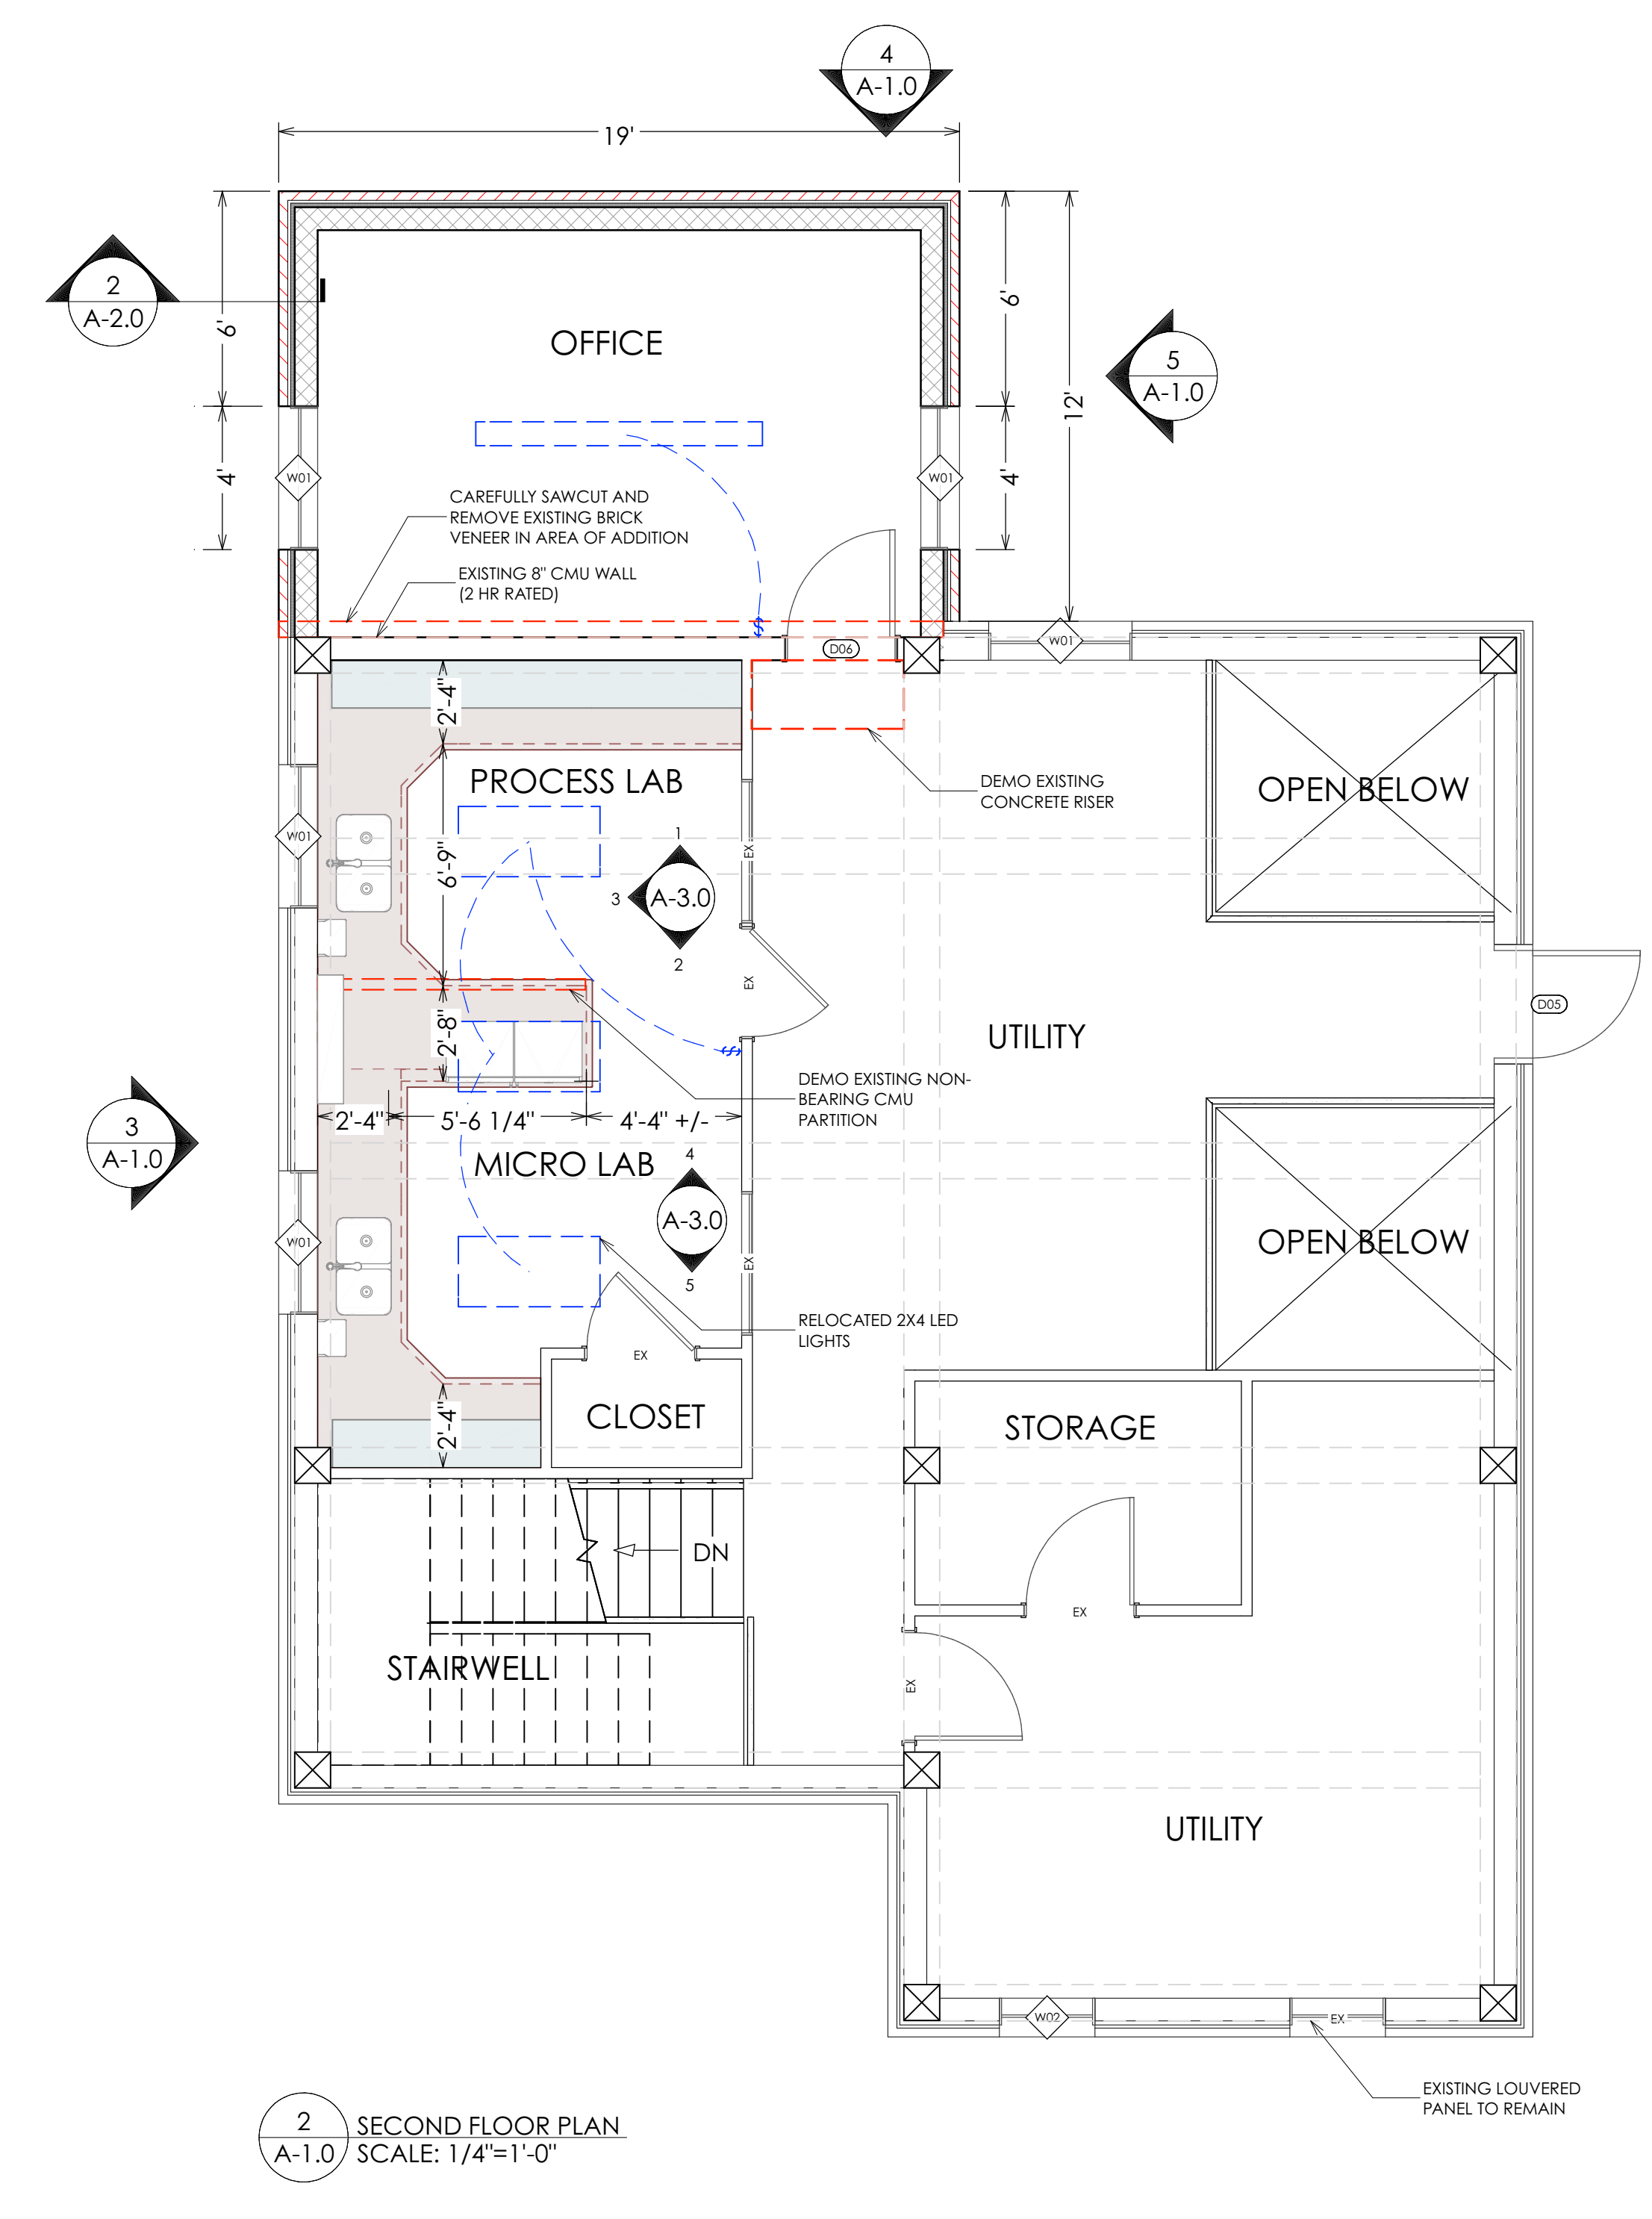 4
A-1.0
19'
2
A-2.0
6'
6'
12'
5
A-1.0
OFFICE
4'
W01
W01
4'
CAREFULLY SAWCUT AND
REMOVE EXISTING BRICK
VENEER IN AREA OF ADDITION
EXISTING 8" CMU WALL
(2 HR RATED)
$
D06
W01
2'-4"
PROCESS LAB
DEMO EXISTING
CONCRETE RISER
OPEN BELOW
W01
6'-9"
1
3
A-3.0
2
EX
EX
D05
2'-8"
$
UTILITY
DEMO EXISTING NON-
BEARING CMU
PARTITION
2'-4"
5'-6 1/4"
4'-4" +/-
3
A-1.0
MICRO LAB
4
A-3.0
5
W01
EX
OPEN BELOW
RELOCATED 2X4 LED
LIGHTS
EX
2'-4"
CLOSET
STORAGE
DN
EX
STAIRWELL
EX
UTILITY
W02
EX
EXISTING LOUVERED
PANEL TO REMAIN
2
A-1.0
SECOND FLOOR PLAN
SCALE: 1/4"=1'-0"